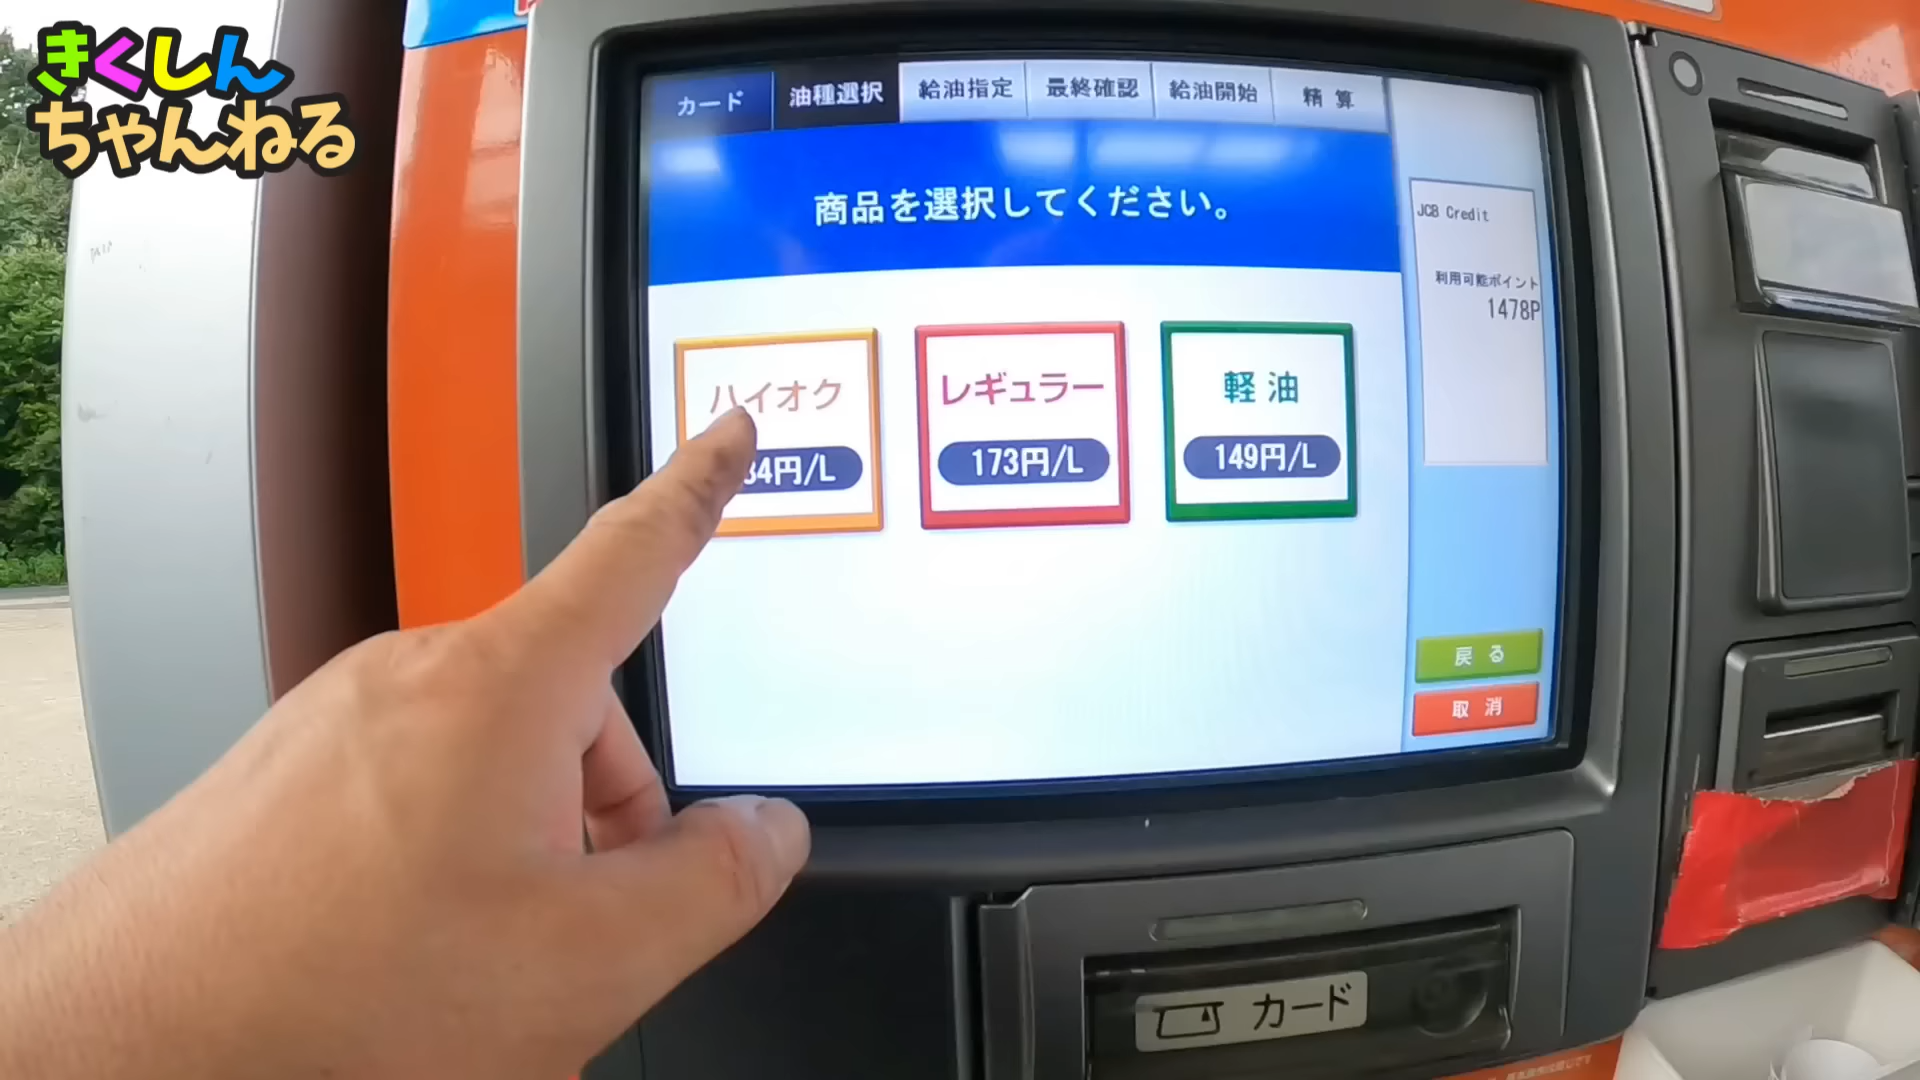 きくしん
ちゃんねる
カード
油種選択
給油指定
最終確認
給油開始
精算
商品を選択してください。
JCB Credit
利用可能ポイント
1478P
ハイオク
34円/L
レギュラー
173円/L
軽油
149円/L
戻る
取消
カード